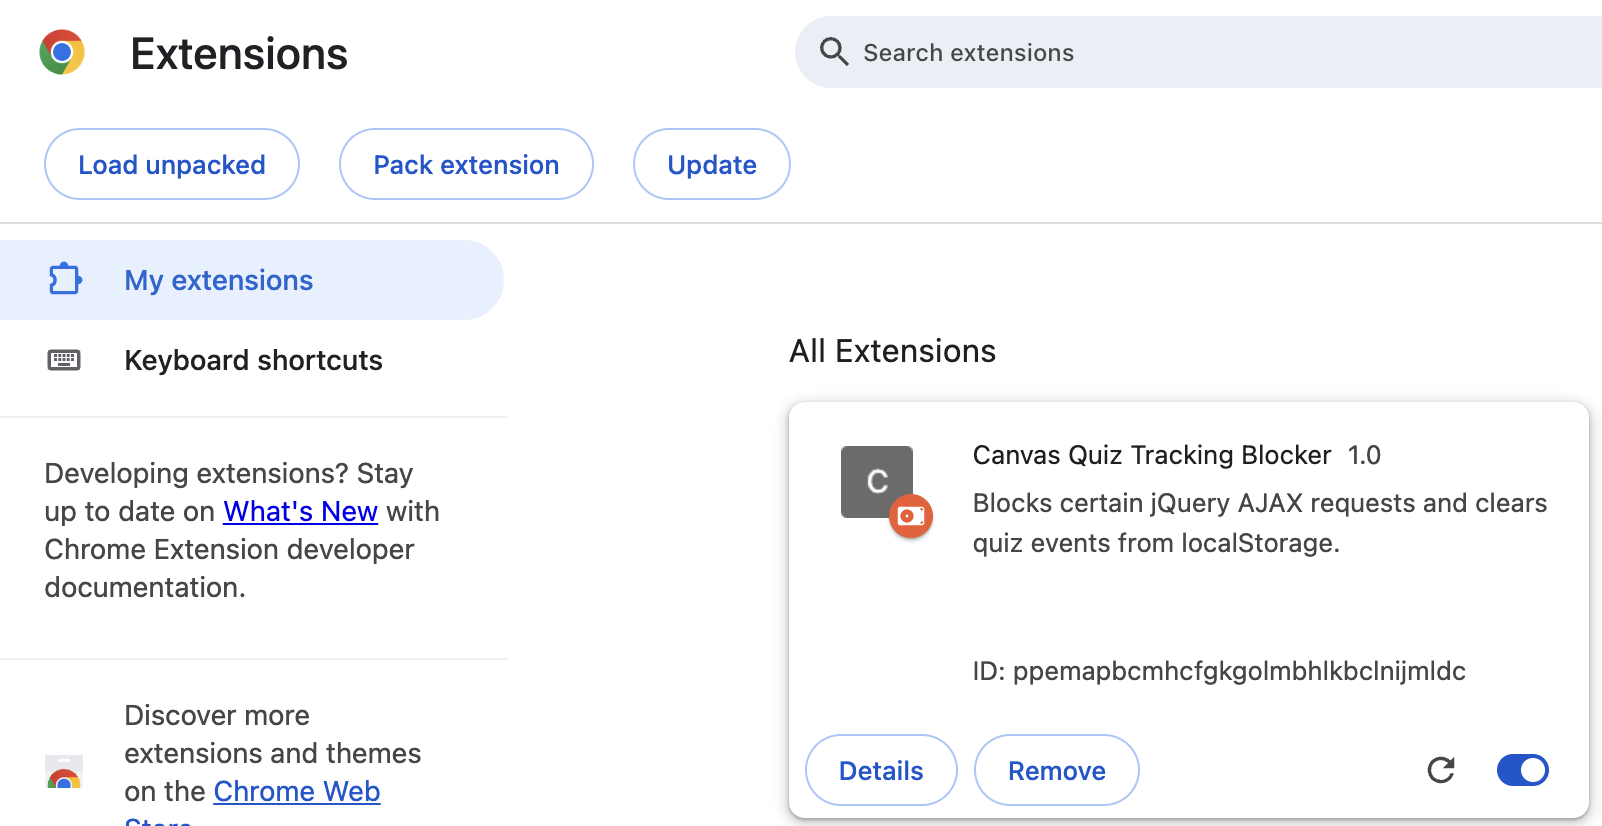 Extensions
Search extensions
Load unpacked
Pack extension
Update
My extensions
Keyboard shortcuts
Developing extensions? Stay
up to date on What's New with
Chrome Extension developer
documentation.
Discover more
extensions and themes
on the Chrome Web
Store
All Extensions
C
Canvas Quiz Tracking Blocker 1.0
Blocks certain jQuery AJAX requests and clears
quiz events from localStorage.
ID: ppemapbcmhcfgkgolmbhlkbclnijmldc
Details
Remove